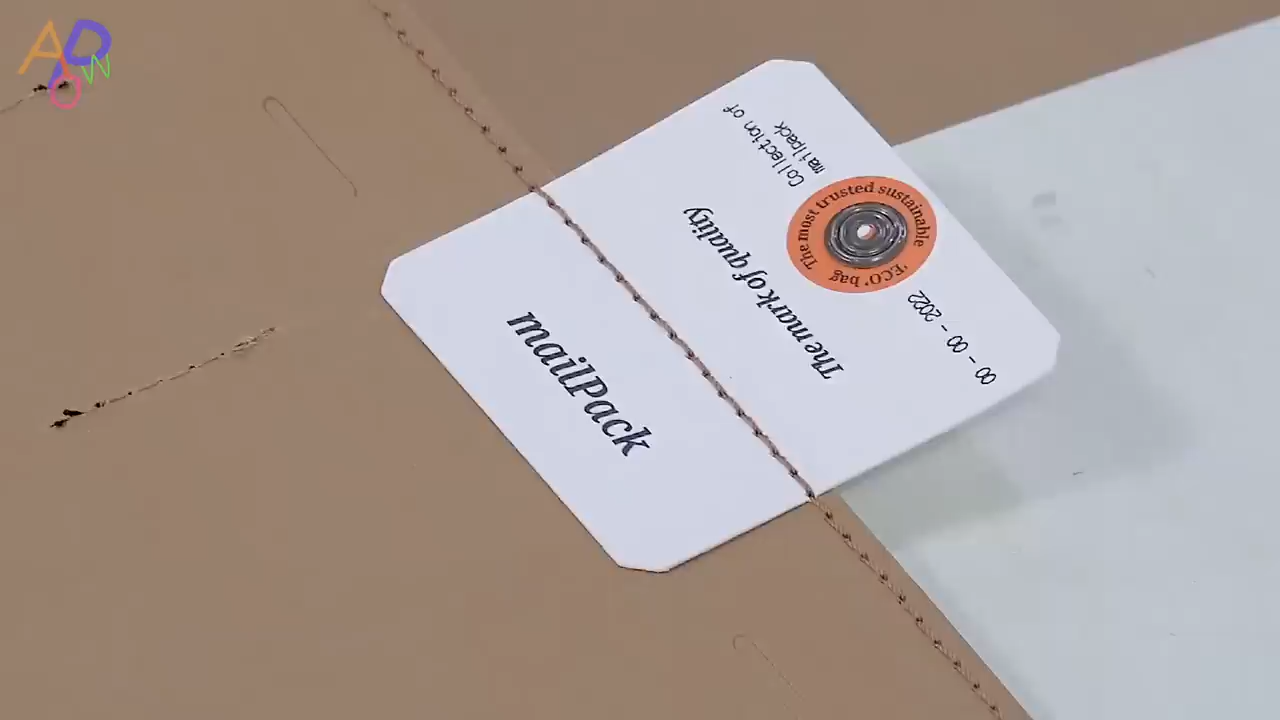 Collection of
mailpack
The most trusted sustainable
'ECO' bag
00 - 00 - 2022
The mark of quality
mailPack